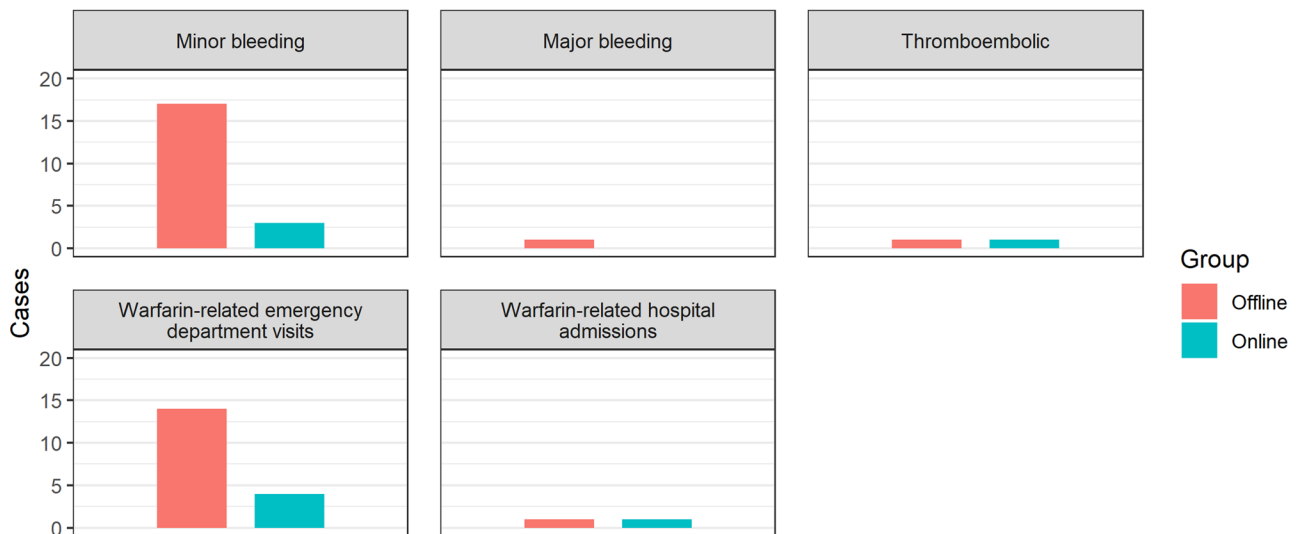 Minor bleeding
Major bleeding
Thromboembolic
20
15
10
5
0
Cases
Warfarin-related emergency
department visits
Warfarin-related hospital
admissions
20
15
10
5
0
Group
Offline
Online